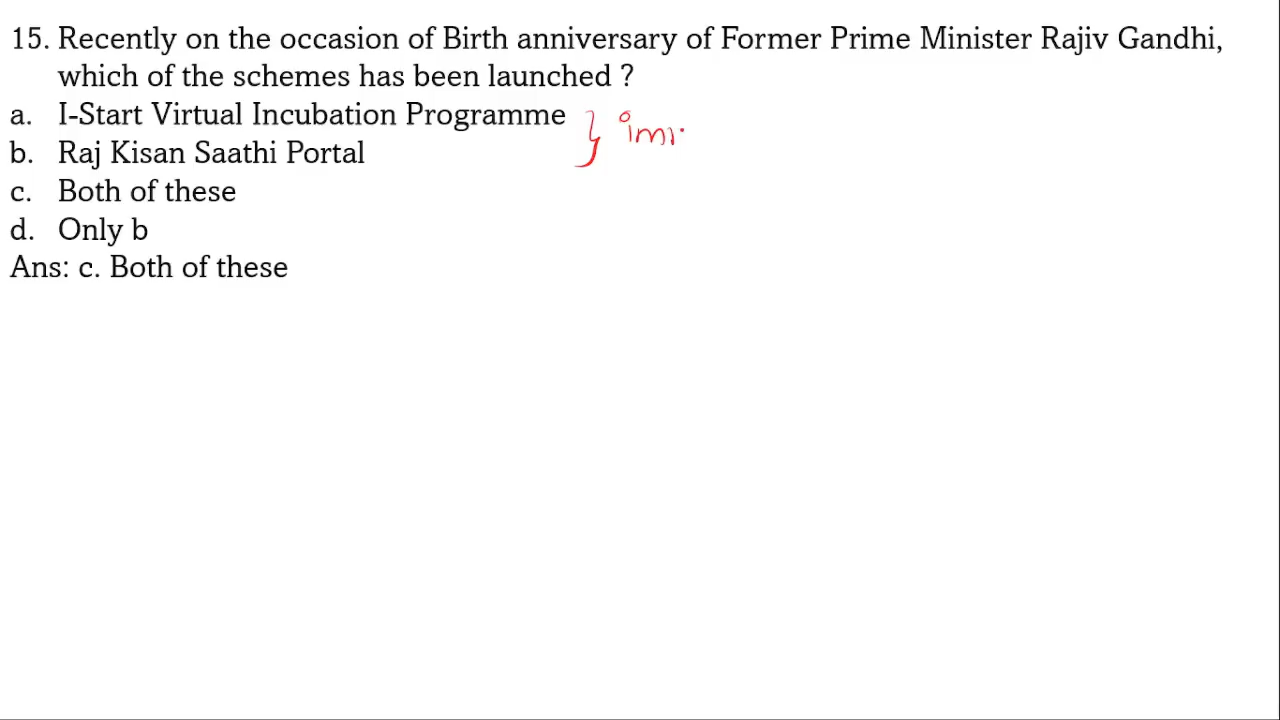 15. Recently on the occasion of Birth anniversary of Former Prime Minister Rajiv Gandhi,
which of the schemes has been launched ?
a. I-Start Virtual Incubation Programme
b. Raj Kisan Saathi Portal
c. Both of these
d. Only b
Ans: c. Both of these